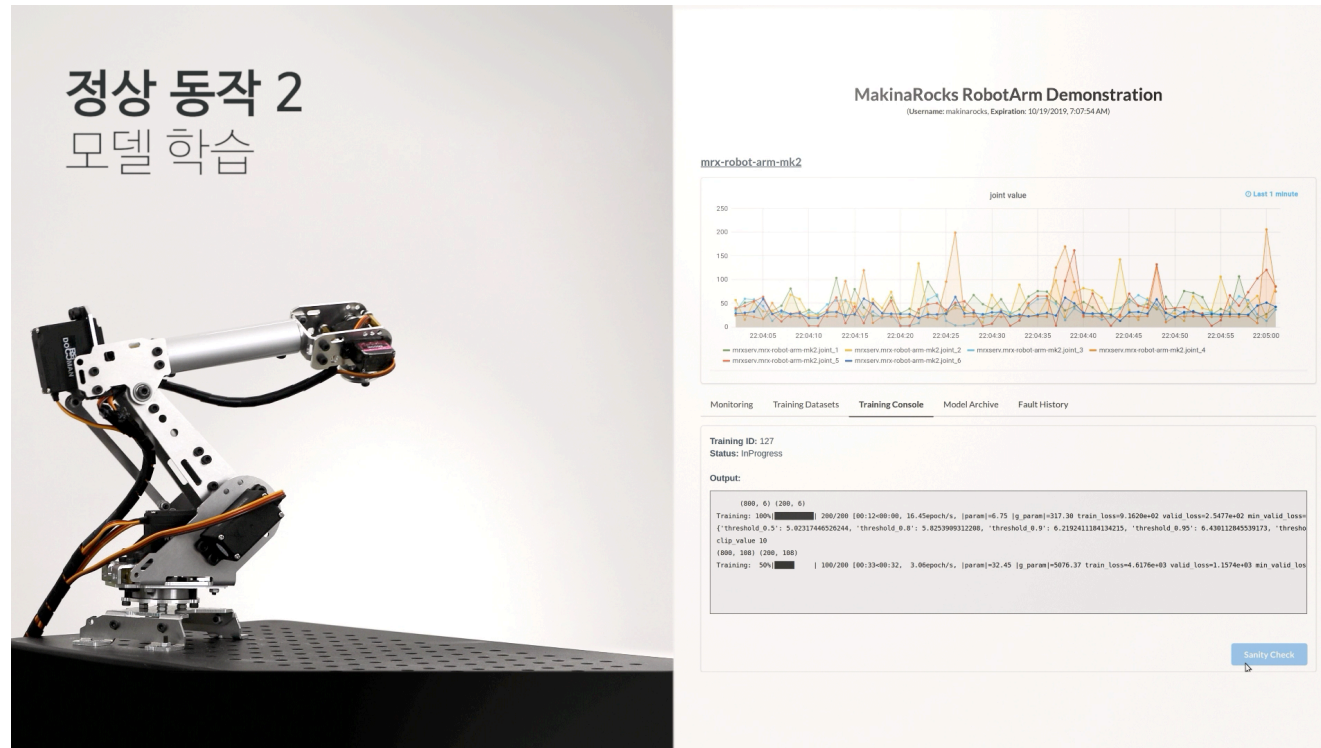 정상 동작 2
모델 학습
MakinaRocks RobotArm Demonstration
(Username: makinarocks, Expiration: 10/19/2019, 7:07:54 AM)
mrx-robot-arm-mk2
joint value
Last 1 minute
250
200
150
100
50
0
22:04:05 22:04:10 22:04:15 22:04:20 22:04:25 22:04:30 22:04:35 22:04:40 22:04:45 22:04:50 22:04:55 22:05:00
mrxserv.mrx-robot-arm-mk2.joint_1 mrxserv.mrx-robot-arm-mk2.joint_2 mrxserv.mrx-robot-arm-mk2.joint_3 mrxserv.mrx-robot-arm-mk2.joint_4
mrxserv.mrx-robot-arm-mk2.joint_5 mrxserv.mrx-robot-arm-mk2.joint_6
Monitoring Training Datasets Training Console Model Archive Fault History
Training ID: 127
Status: InProgress
Output:
(800, 6) (200, 6)
Training: 100%| | 200/200 [00:12<00:00, 16.45epoch/s, |param|=6.75 |g_param|=317.30 train_loss=9.1620e+02 valid_loss=2.5477e+02 min_valid_loss=
{'threshold_0.5': 5.02317446526244, 'threshold_0.8': 5.8253909312208, 'threshold_0.9': 6.2192411184134215, 'threshold_0.95': 6.430112845539173, 'thresho
clip_value 10
(800, 108) (200, 108)
Training: 50%| | 100/200 [00:33<00:32, 3.06epoch/s, |param|=32.45 |g_param|=5076.37 train_loss=4.6176e+03 valid_loss=1.1574e+03 min_valid_los
Sanity Check